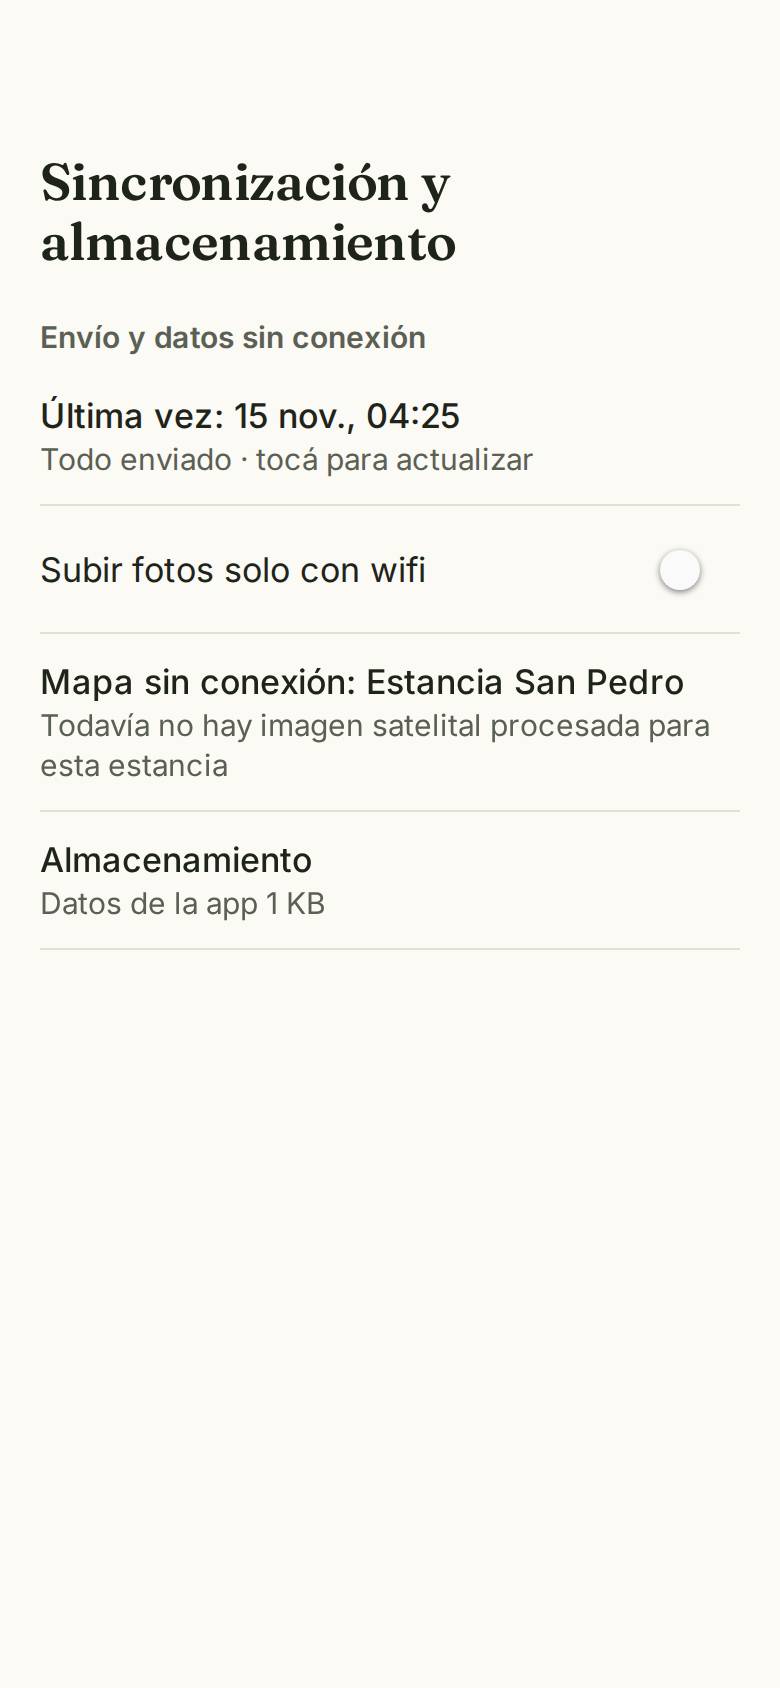 Sincronización y
almacenamiento
Envío y datos sin conexión
Última vez: 15 nov., 04:25
Todo enviado · tocá para actualizar
Subir fotos solo con wifi
Mapa sin conexión: Estancia San Pedro
Todavía no hay imagen satelital procesada para
esta estancia
Almacenamiento
Datos de la app 1 KB